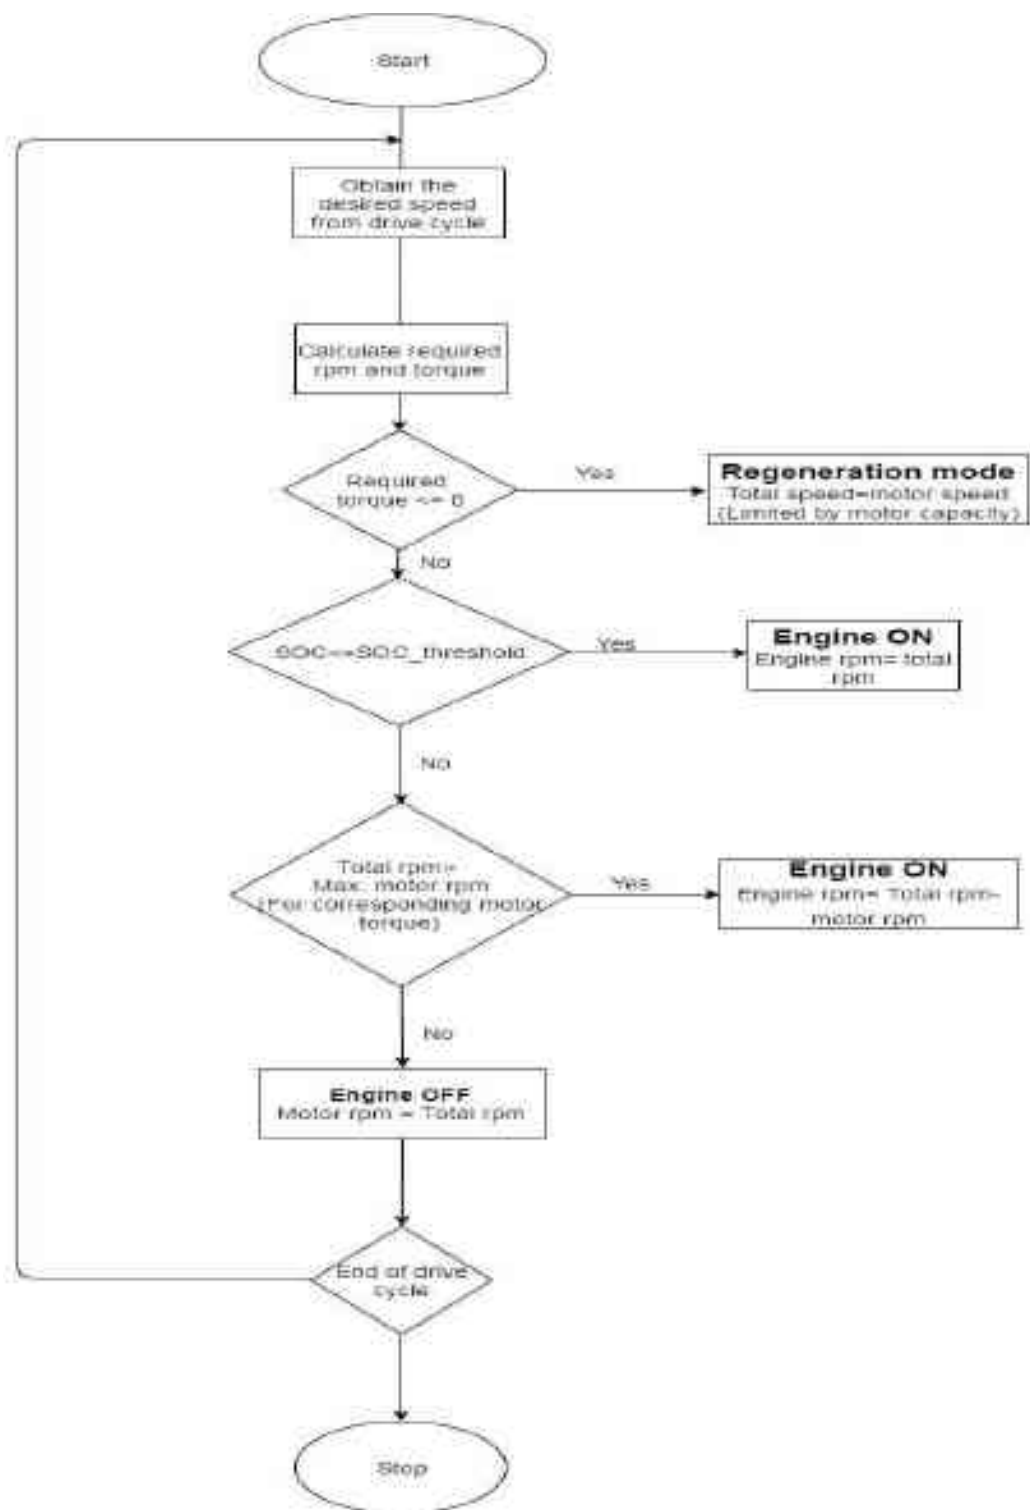 Start
Obtain the
desired speed
from drive cycle
Calculate required
rpm and torque
Required
torque <= 0
Yes
Regeneration mode
Total speed=motor speed
(Limited by motor capacity)
No
Yes
Engine ON
Engine rpm= total
rpm
No
Total rpm>
Max. motor rpm
(For corresponding motor
torque)
Yes
Engine ON
Engine rpm= Total rpm-
motor rpm
No
Engine OFF
Motor rpm = Total rpm
End of drive
cycle
Stop